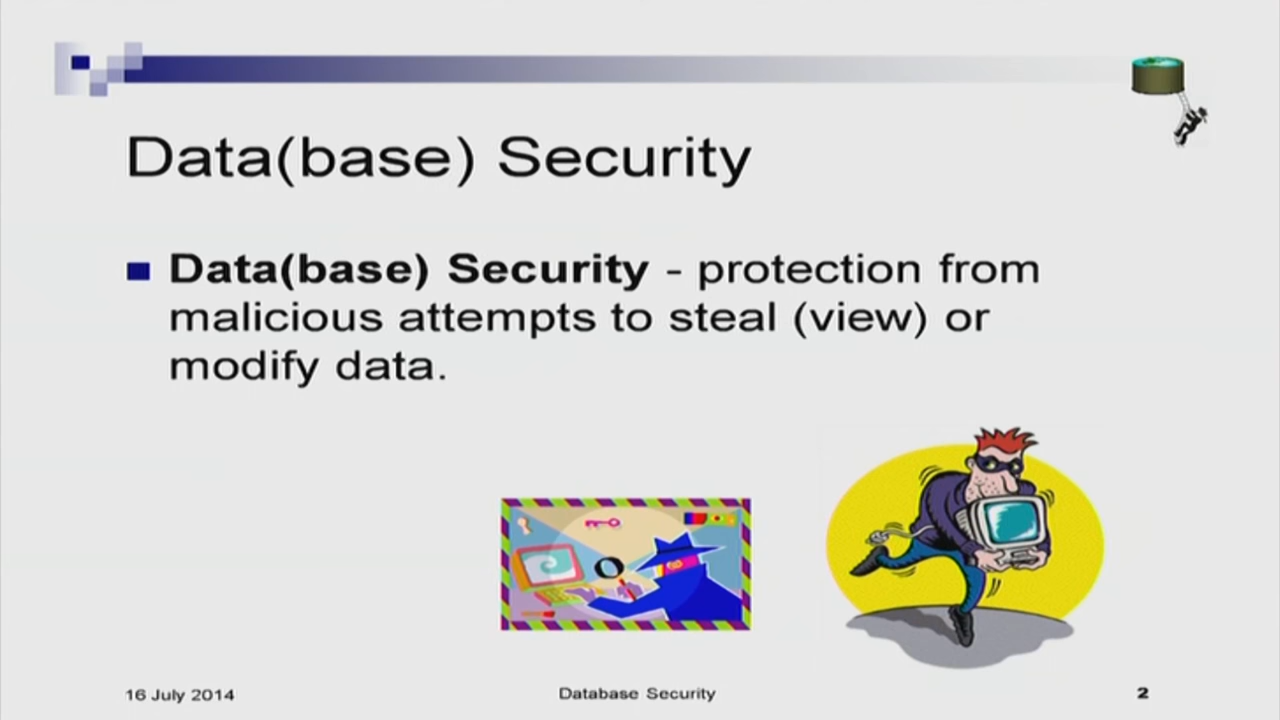 Data(base) Security
Data(base) Security - protection from
malicious attempts to steal (view) or
modify data.
16 July 2014
Database Security
2